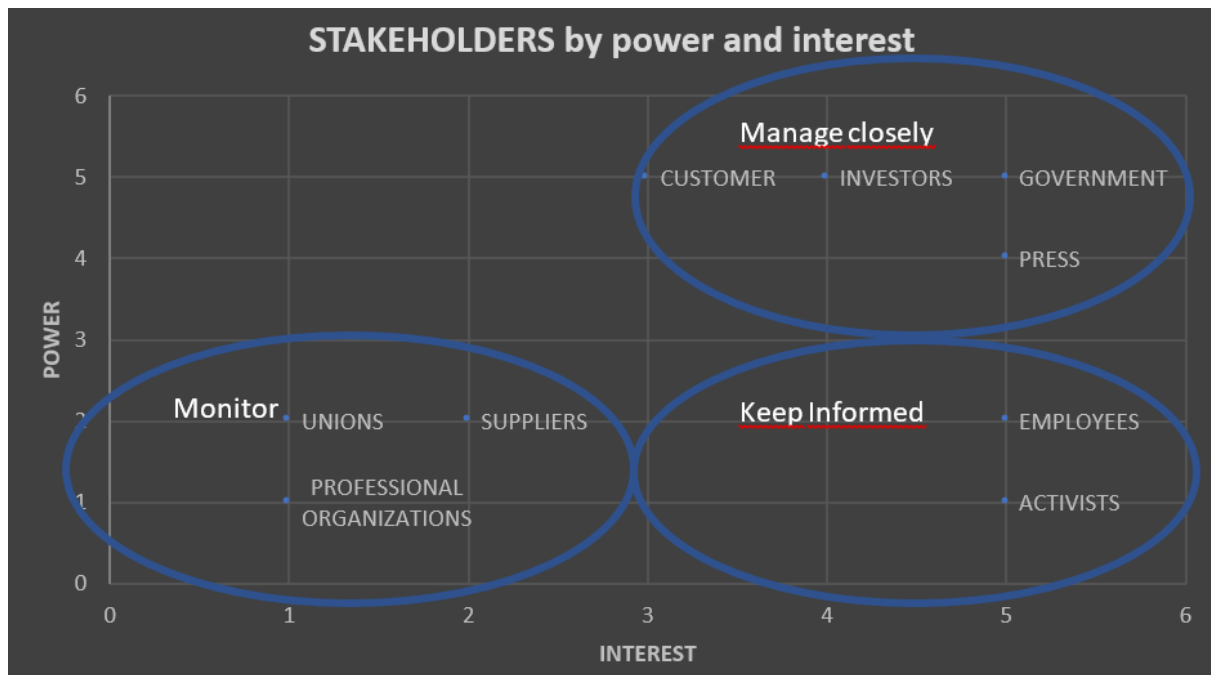 STAKEHOLDERS by power and interest
6
Manage closely
5
CUSTOMER
INVESTORS
GOVERNMENT
4
PRESS
3
POWER
2
Monitor
UNIONS
SUPPLIERS
Keep Informed
EMPLOYEES
1
PROFESSIONAL
ORGANIZATIONS
ACTIVISTS
0
0 1 2 3 4 5 6
INTEREST